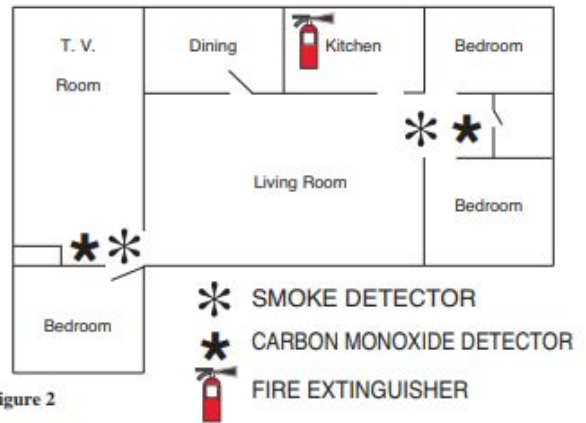 T. V.
Room
Dining
Kitchen
Bedroom
Living Room
Bedroom
Bedroom
SMOKE DETECTOR
CARBON MONOXIDE DETECTOR
FIRE EXTINGUISHER
igure 2